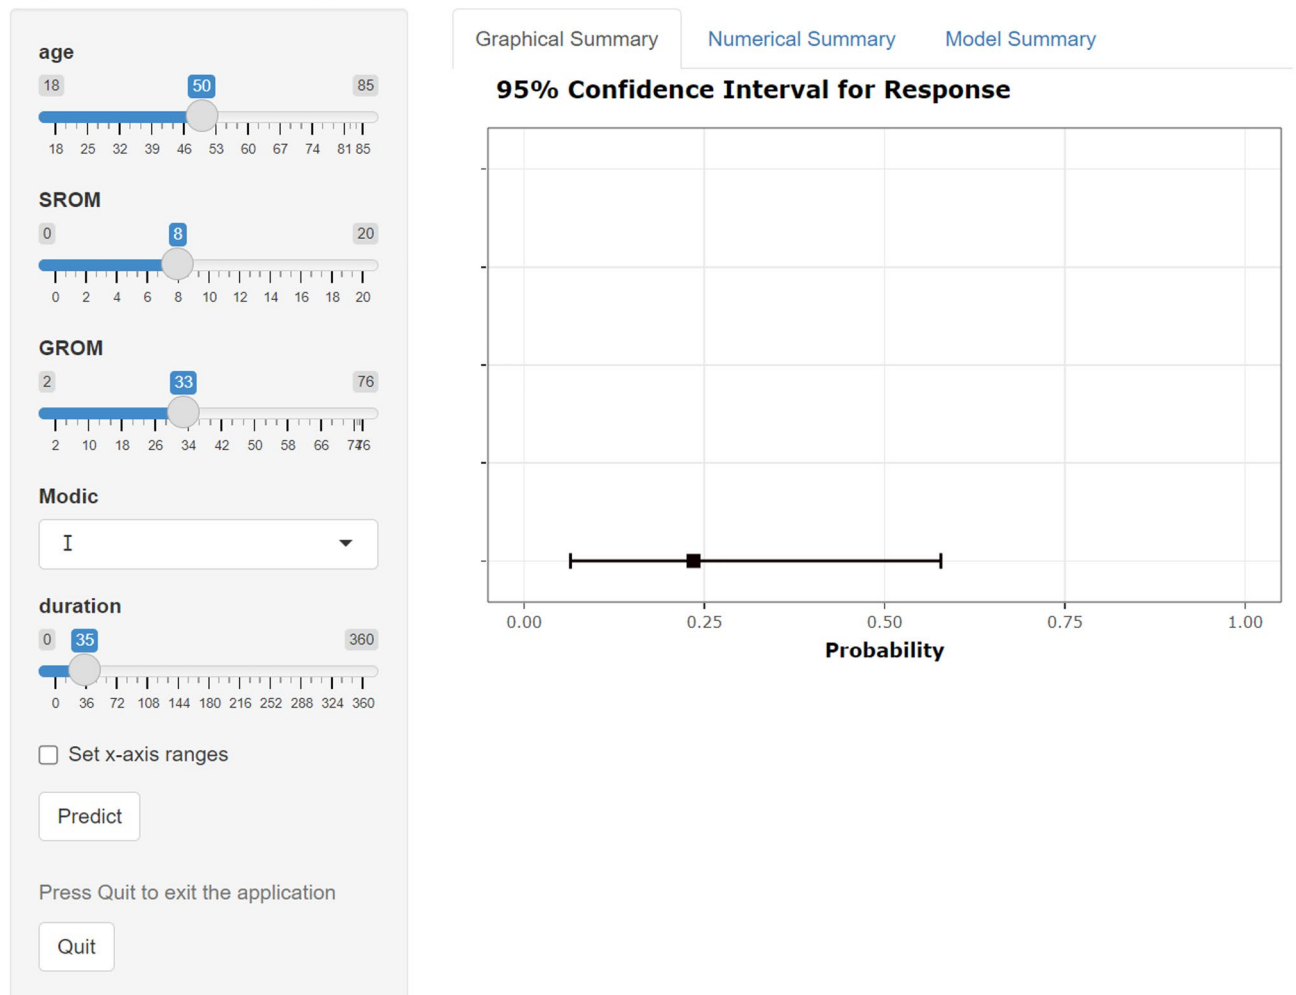 age
18 50 85
18 25 32 39 46 53 60 67 74 81 85
SROM
0 8 20
0 2 4 6 8 10 12 14 16 18 20
GROM
2 33 76
2 10 18 26 34 42 50 58 66 74 76
Modic
I
duration
0 35 360
0 36 72 108 144 180 216 252 288 324 360
Set x-axis ranges
Predict
Press Quit to exit the application
Quit
Graphical Summary Numerical Summary Model Summary
95% Confidence Interval for Response
0.00 0.25 0.50 0.75 1.00
Probability